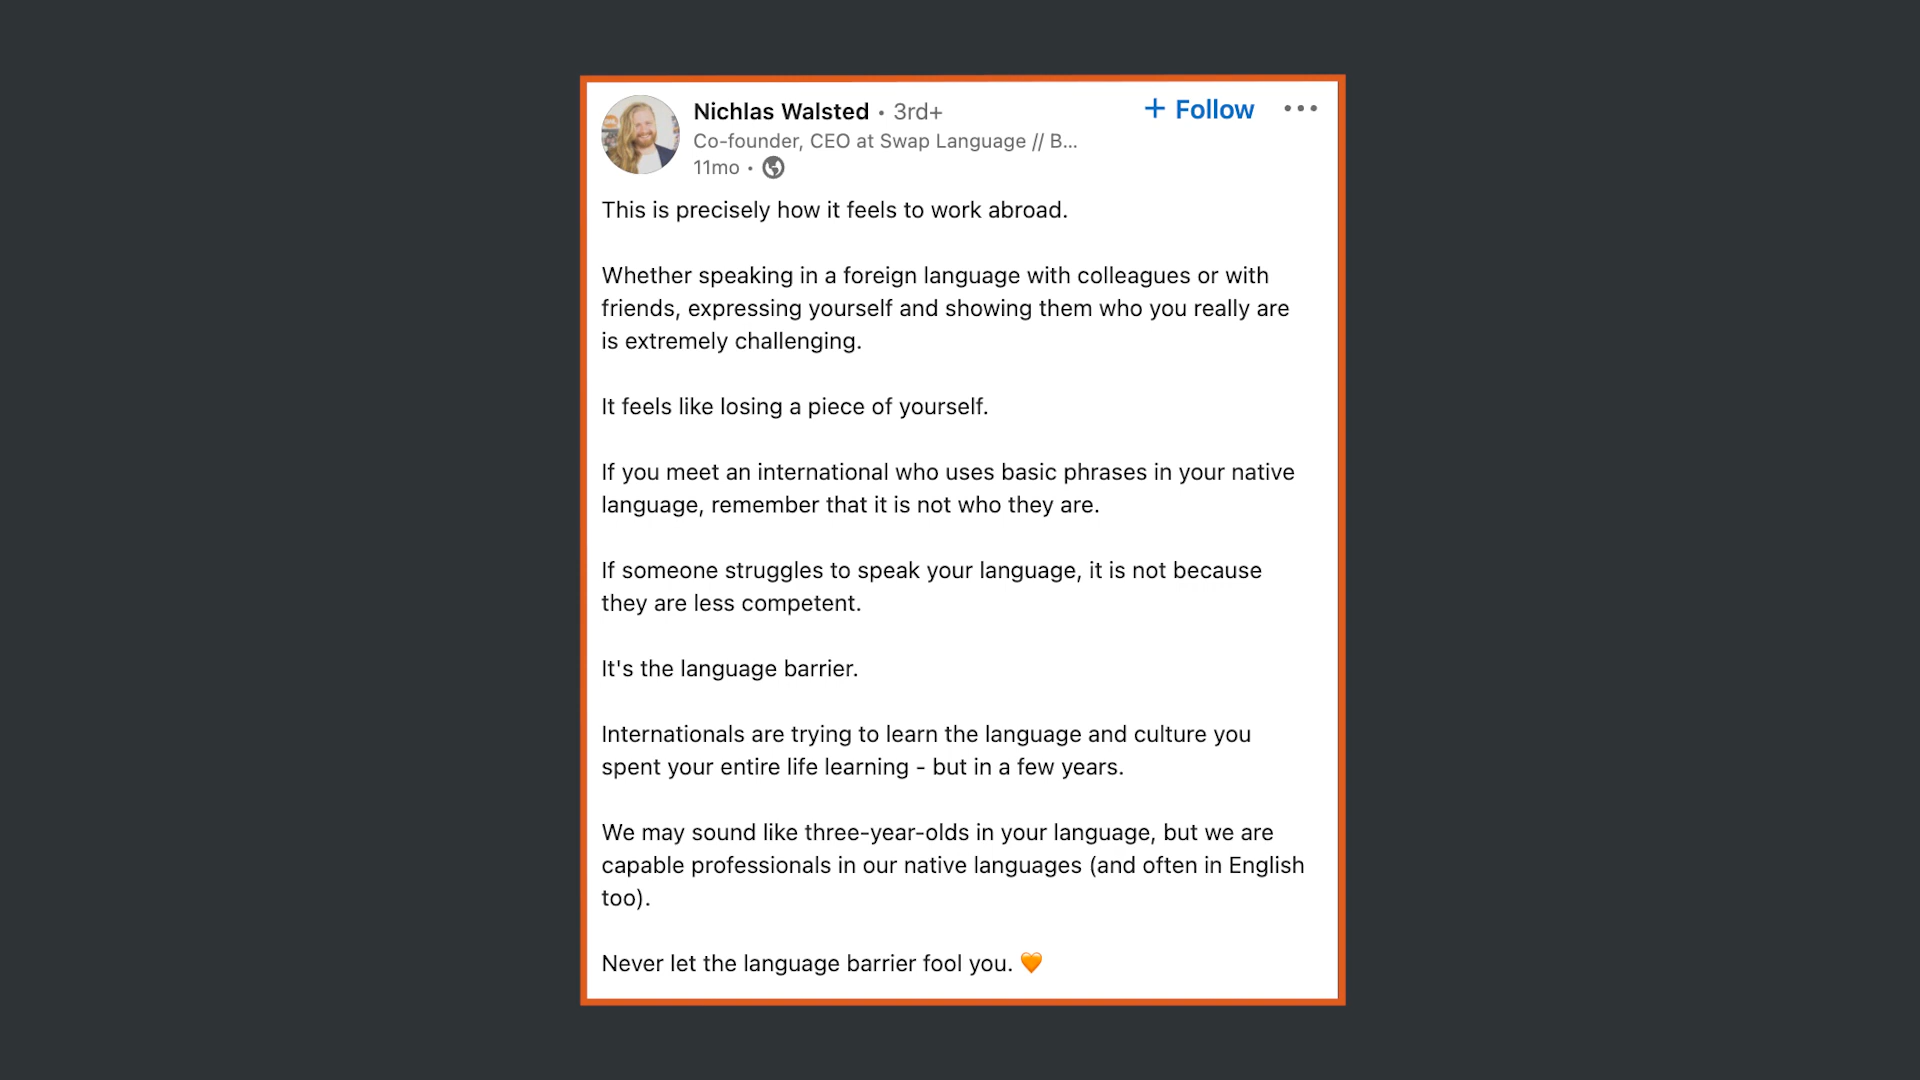 Nichlas Walsted • 3rd+
+ Follow
Co-founder, CEO at Swap Language // B...
11mo •
This is precisely how it feels to work abroad.
Whether speaking in a foreign language with colleagues or with
friends, expressing yourself and showing them who you really are
is extremely challenging.
It feels like losing a piece of yourself.
If you meet an international who uses basic phrases in your native
language, remember that it is not who they are.
If someone struggles to speak your language, it is not because
they are less competent.
It's the language barrier.
Internationals are trying to learn the language and culture you
spent your entire life learning - but in a few years.
We may sound like three-year-olds in your language, but we are
capable professionals in our native languages (and often in English
too).
Never let the language barrier fool you. 🧡